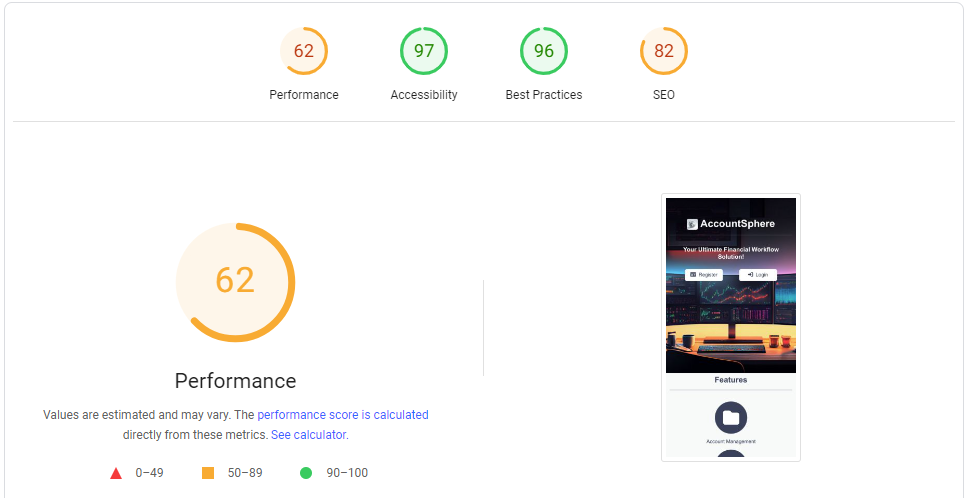 62 97 96 82
Performance Accessibility Best Practices SEO
62
Performance
Values are estimated and may vary. The performance score is calculated
directly from these metrics. See calculator.
0–49 50–89 90–100
AccountSphere
Your Ultimate Financial Workflow
Solution!
Register Login
Features
Account Management